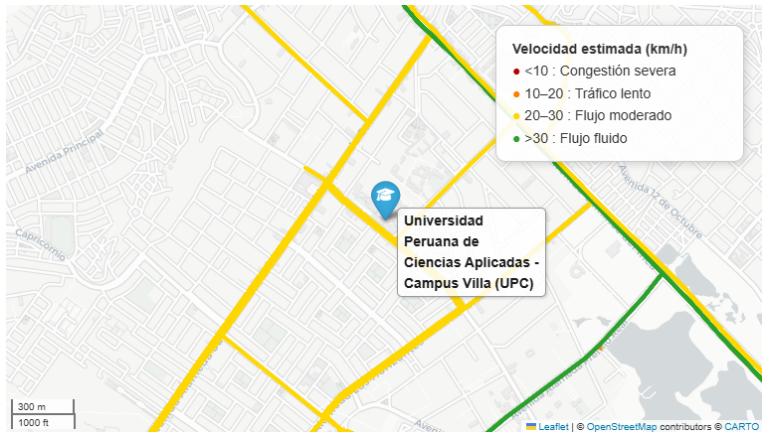 Velocidad estimada (km/h)
<10 : Congestión severa
10–20 : Tráfico lento
20–30 : Flujo moderado
>30 : Flujo fluido
Avenida Principal
Avenida 12 de Octubre
Capricornio
Universidad
Peruana de
Ciencias Aplicadas -
Campus Villa (UPC)
300 m
1000 ft
Leaflet | © OpenStreetMap contributors © CARTO